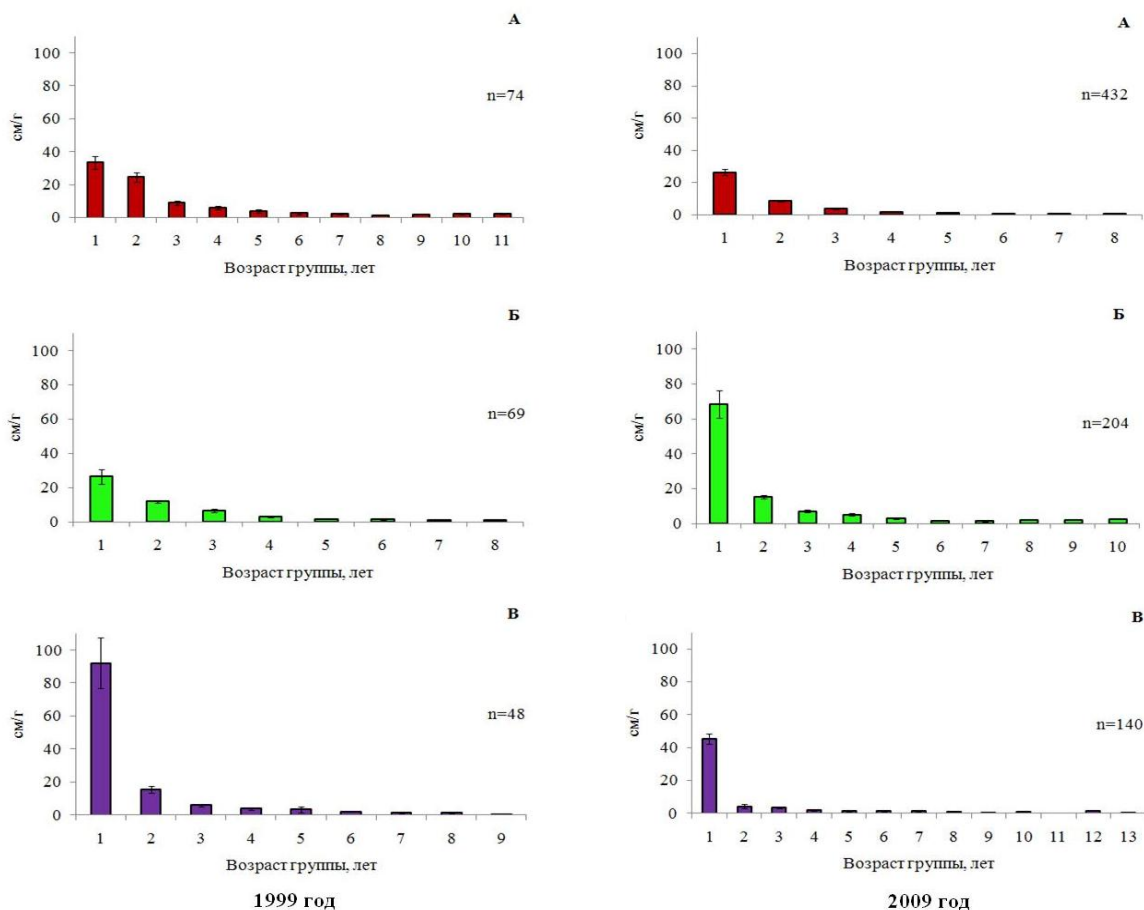 А
100
80
60
40
20
0
см/г
n=74
1 2 3 4 5 6 7 8 9 10 11
Возраст группы, лет
А
100
80
60
40
20
0
см/г
n=432
1 2 3 4 5 6 7 8
Возраст группы, лет
Б
100
80
60
40
20
0
см/г
n=69
1 2 3 4 5 6 7 8
Возраст группы, лет
Б
100
80
60
40
20
0
см/г
n=204
1 2 3 4 5 6 7 8 9 10
Возраст группы, лет
В
100
80
60
40
20
0
см/г
n=48
1 2 3 4 5 6 7 8 9
Возраст группы, лет
1999 год
В
100
80
60
40
20
0
см/г
n=140
1 2 3 4 5 6 7 8 9 10 11 12 13
Возраст группы, лет
2009 год